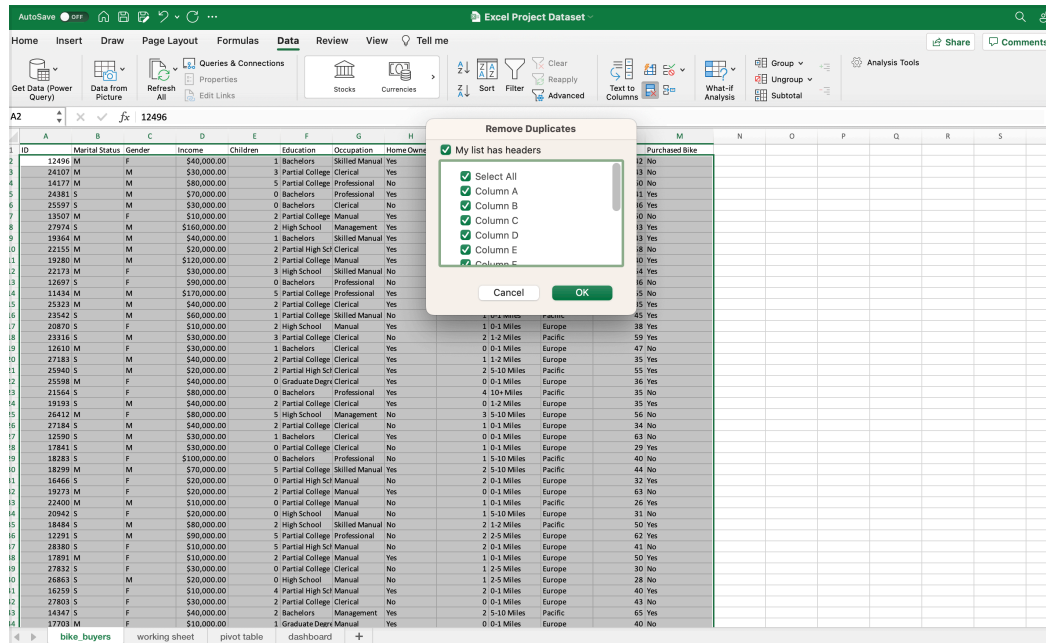 AutoSave OFF Excel Project Dataset
Home Insert Draw Page Layout Formulas Data Review View Tell me Share Comments
Get Data (Power Query) Data from Picture Refresh All Queries & Connections Properties Edit Links Stocks Currencies Sort Filter Clear Reapply Advanced Text to Columns What-if Analysis Group Ungroup Subtotal Analysis Tools
A2 fx 12496
A B C D E F G H M N O P Q R S
ID Marital Status Gender Income Children Education Occupation Home Owne Purchased Bike
12496 M F $40,000.00 1 Bachelors Skilled Manual Yes No
24107 M M $30,000.00 3 Partial College Clerical Yes No
14177 M M $80,000.00 5 Partial College Professional No No
24381 S M $70,000.00 0 Bachelors Professional Yes Yes
25597 S M $30,000.00 0 Bachelors Clerical No Yes
13507 M F $10,000.00 2 Partial College Manual Yes No
27974 S M $160,000.00 2 High School Management Yes Yes
19364 M M $40,000.00 1 Bachelors Skilled Manual Yes Yes
22155 M M $20,000.00 2 Partial High Sch Clerical Yes No
19280 M M $120,000.00 2 Partial College Manual Yes Yes
22173 M F $30,000.00 3 High School Skilled Manual No Yes
12697 S F $90,000.00 0 Bachelors Professional No No
11434 M M $170,000.00 5 Partial College Professional Yes No
25323 M M $40,000.00 2 Partial College Clerical Yes Yes
23542 S M $60,000.00 1 Partial College Skilled Manual No 1 0-1 Miles Pacific 45 Yes
20870 S F $10,000.00 2 High School Manual Yes 1 0-1 Miles Europe 38 Yes
23316 S M $30,000.00 3 Partial College Clerical No 2 1-2 Miles Pacific 59 Yes
12610 M F $30,000.00 1 Bachelors Clerical Yes 0 0-1 Miles Europe 47 No
27183 S M $40,000.00 2 Partial College Clerical Yes 1 1-2 Miles Europe 35 Yes
25940 S M $20,000.00 2 Partial High Sch Clerical Yes 2 5-10 Miles Pacific 55 Yes
25598 M F $40,000.00 0 Graduate Degre Clerical Yes 0 0-1 Miles Europe 36 Yes
21564 S F $80,000.00 0 Bachelors Professional Yes 4 10+ Miles Pacific 35 No
19193 S M $40,000.00 2 Partial College Clerical Yes 0 1-2 Miles Europe 35 Yes
26412 M F $80,000.00 5 High School Management No 3 5-10 Miles Europe 56 No
27184 S M $40,000.00 2 Partial College Clerical No 1 0-1 Miles Europe 34 No
12590 S M $30,000.00 1 Bachelors Clerical Yes 0 0-1 Miles Europe 63 No
17841 S M $30,000.00 0 Partial College Clerical No 1 0-1 Miles Europe 29 Yes
18283 S F $100,000.00 0 Bachelors Professional No 1 5-10 Miles Pacific 40 No
18299 M M $70,000.00 5 Partial College Skilled Manual Yes 2 5-10 Miles Pacific 44 No
16466 S F $20,000.00 0 Partial High Sch Manual No 2 0-1 Miles Europe 32 Yes
19273 M F $20,000.00 2 Partial College Manual Yes 0 0-1 Miles Europe 63 No
22400 M M $10,000.00 0 Partial College Manual No 1 0-1 Miles Pacific 26 Yes
20942 S F $20,000.00 0 High School Manual No 1 5-10 Miles Europe 31 No
18484 S M $80,000.00 2 High School Skilled Manual No 2 1-2 Miles Pacific 50 Yes
12291 S M $90,000.00 5 Partial College Professional No 2 2-5 Miles Europe 62 Yes
28380 S F $10,000.00 5 Partial High Sch Manual No 2 0-1 Miles Europe 41 No
17891 M F $10,000.00 2 Partial College Manual Yes 1 0-1 Miles Europe 50 Yes
27832 S F $30,000.00 0 Partial College Clerical No 1 2-5 Miles Europe 30 No
26863 S M $20,000.00 0 High School Manual No 1 2-5 Miles Europe 28 No
16259 S F $10,000.00 4 Partial High Sch Manual Yes 2 0-1 Miles Europe 40 Yes
27803 S F $30,000.00 2 Partial College Clerical No 0 0-1 Miles Europe 43 No
14347 S F $40,000.00 2 Bachelors Management Yes 2 5-10 Miles Pacific 65 Yes
17703 M F $10,000.00 1 Graduate Degre Manual Yes 0 0-1 Miles Europe 40 No
Remove Duplicates
My list has headers
Select All
Column A
Column B
Column C
Column D
Column E
Column F
Cancel OK
bike_buyers working sheet pivot table dashboard +